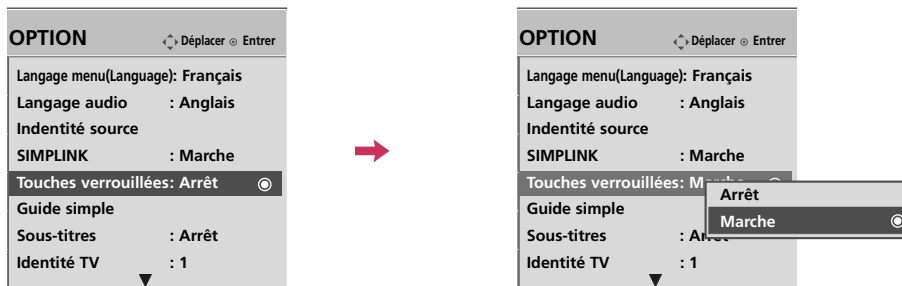 OPTION
Déplacer
Entrer
Langage menu(Language): Français
Langage audio : Anglais
Indentité source
SIMPLINK : Marche
Touches verrouillées: Arrêt
Guide simple
Sous-titres : Arrêt
Identité TV : 1
OPTION
Déplacer
Entrer
Langage menu(Language): Français
Langage audio : Anglais
Indentité source
SIMPLINK : Marche
Touches verrouillées:
Guide simple
Sous-titres :
Identité TV : 1
Arrêt
Marche